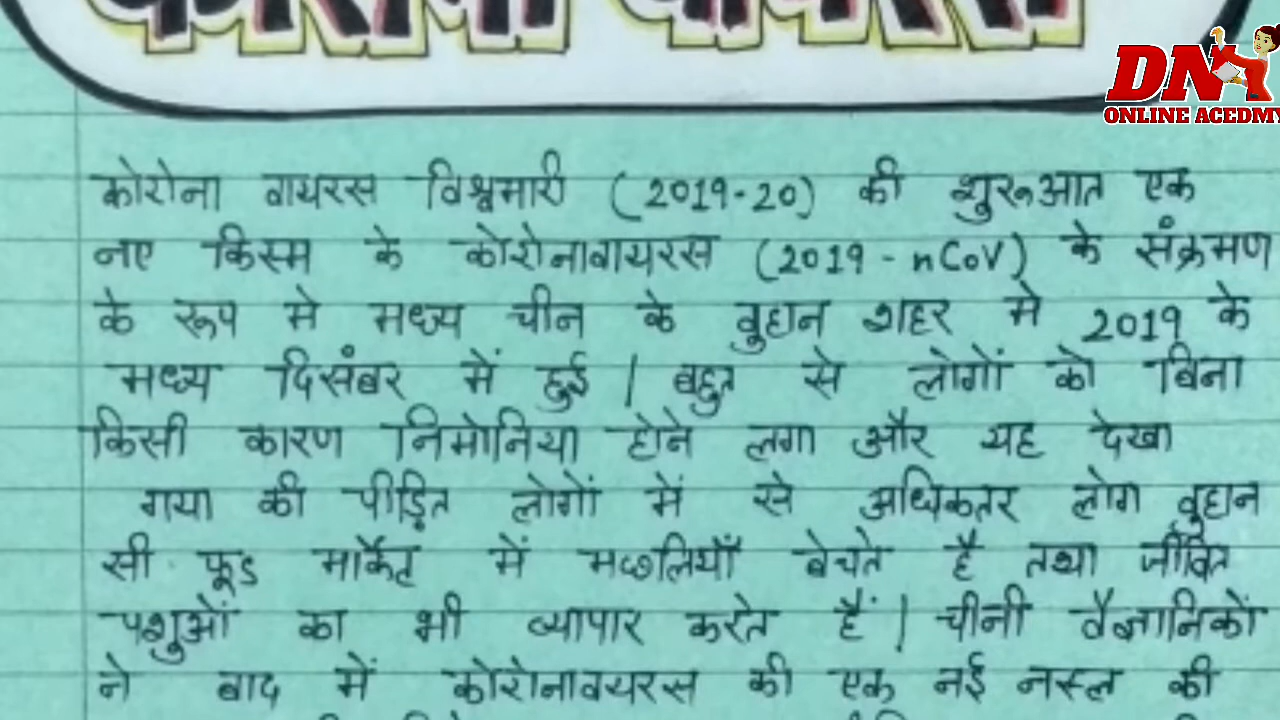 कोरोना वायरस
DN
ONLINE ACEDMY
कोरोना वायरस विश्वमारी (2019-20) की शुरूआत एक
नए किस्म के कोरोनावायरस (2019 - nCoV) के संक्रमण
के रूप मे मध्य चीन के वुहान शहर मे 2019 के
मध्य दिसंबर में हुई | बहुत से लोगों को बिना
किसी कारण निमोनिया होने लगा और यह देखा
गया की पीड़ित लोगों में से अधिकतर लोग वुहान
सी फूड मार्केट में मछलियाँ बेचते है तथा जीवित
पशुओं का भी व्यापार करते हैं | चीनी वैज्ञानिकों
ने बाद में कोरोनावयरस की एक नई नस्ल की